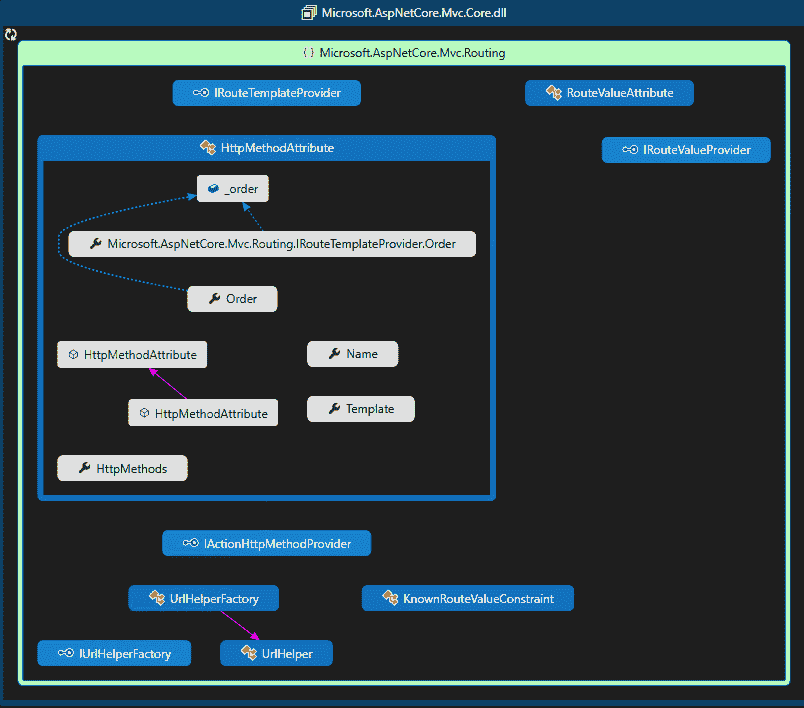 Microsoft.AspNetCore.Mvc.Core.dll
{ } Microsoft.AspNetCore.Mvc.Routing
IRouteTemplateProvider
RouteValueAttribute
HttpMethodAttribute
IRouteValueProvider
_order
Microsoft.AspNetCore.Mvc.Routing.IRouteTemplateProvider.Order
Order
HttpMethodAttribute
Name
HttpMethodAttribute
Template
HttpMethods
IActionHttpMethodProvider
UrlHelperFactory
KnownRouteValueConstraint
IUrlHelperFactory
UrlHelper